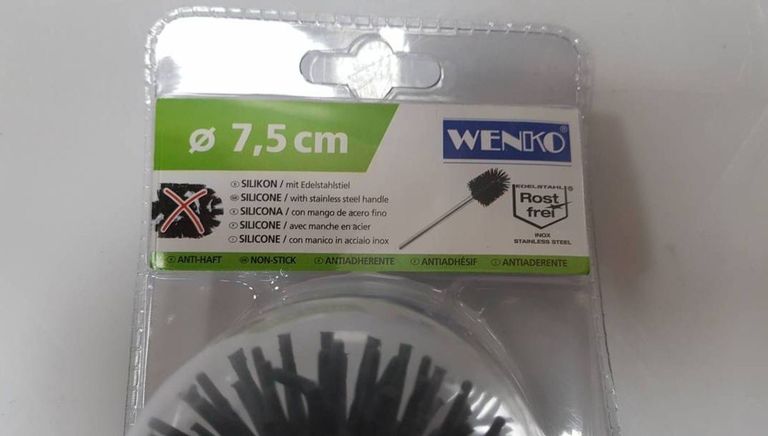 ø 7,5 cm
WENKO®
SILIKON / mit Edelstahlstiel
SILICONE / with stainless steel handle
SILICONA / con mango de acero fino
SILICONE / avec manche en acier
SILICONE / con manico in acciaio inox
EDELSTAHL®
Rost
frei
INOX
STAINLESS STEEL
ANTI-HAFT NON-STICK ANTIADHERENTE ANTIADHÉSIF ANTIADERENTE